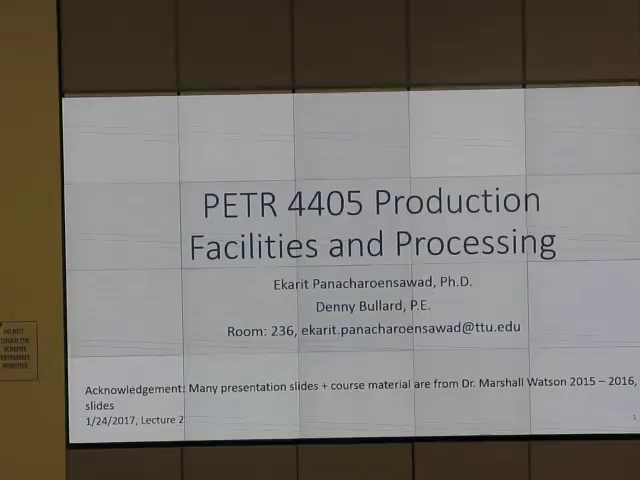 PETR 4405 Production
Facilities and Processing
Ekarit Panacharoensawad, Ph.D.
Denny Bullard, P.E.
Room: 236, ekarit.panacharoensawad@ttu.edu
Acknowledgement: Many presentation slides + course material are from Dr. Marshall Watson 2015 – 2016,
slides
1/24/2017, Lecture 2
1
DO NOT
TOUCH THE
SCREENS
EXTREMELY
SENSITIVE